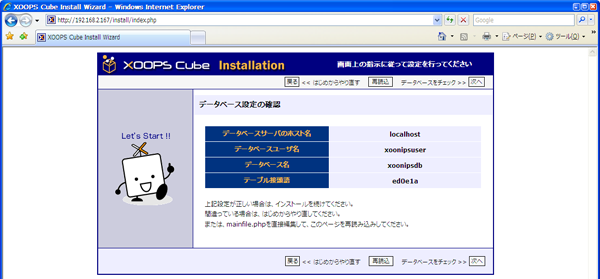 XOOPS Cube Install Wizard - Windows Internet Explorer
http://192.168.2.167/install/index.php
Google
XOOPS Cube Install Wizard
ページ(P)
ツール(O)
XOOPS Cube Installation
画面上の指示に従って設定を行ってください
戻る << はじめからやり直す 再読込 データベースをチェック >> 次へ
Let's Start !!
データベース設定の確認
データベースサーバのホスト名 localhost
データベースユーザ名 xoonipsuser
データベース名 xoonipsdb
テーブル接頭語 ed0e1a
上記設定が正しい場合は、インストールを続けてください。
間違っている場合は、はじめからやり直してください。
または、mainfile.phpを直接編集して、このページを再読み込みしてください。
戻る << はじめからやり直す 再読込 データベースをチェック >> 次へ